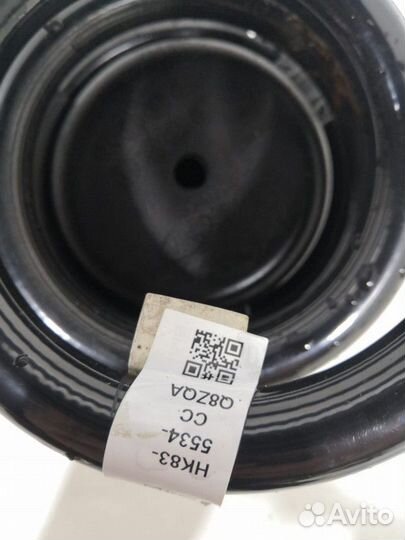 HK83-
5534-
CC
Q8ZQA
Avito